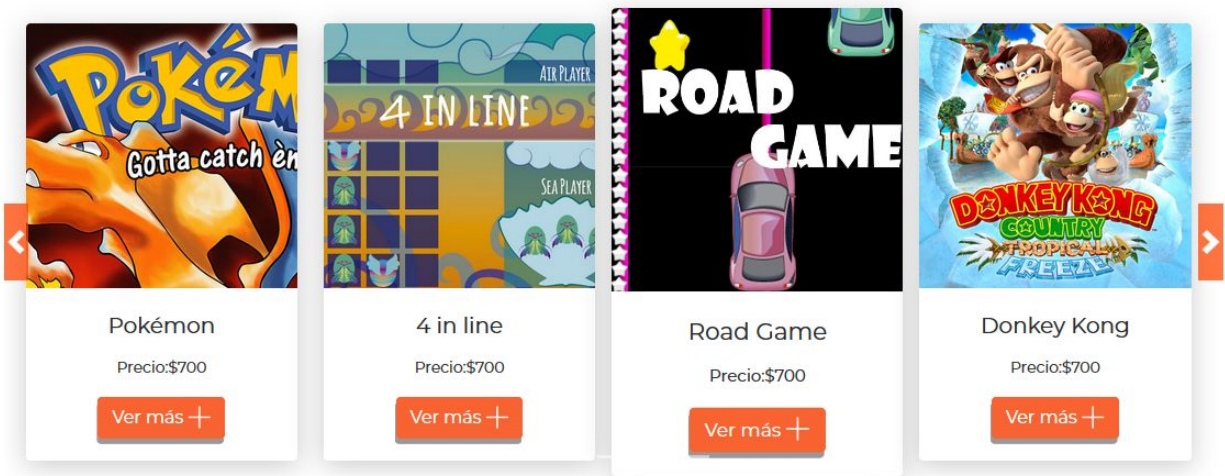 POKÉM
Gotta catch èn
Pokémon
Precio:$700
Ver más
AIR PLAYER
4 IN LINE
SEA PLAYER
4 in line
Precio:$700
Ver más
ROAD
GAME
Road Game
Precio:$700
Ver más
DONKEY KONG
COUNTRY
TROPICAL
FREEZE
Donkey Kong
Precio:$700
Ver más